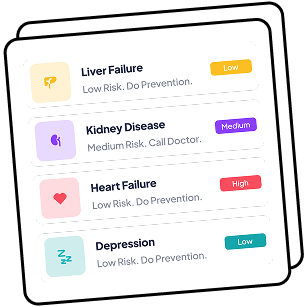 Liver Failure
Low
Low Risk. Do Prevention.
Kidney Disease
Medium
Medium Risk. Call Doctor.
Heart Failure
High
Low Risk. Do Prevention.
Depression
Low
Low Risk. Do Prevention.